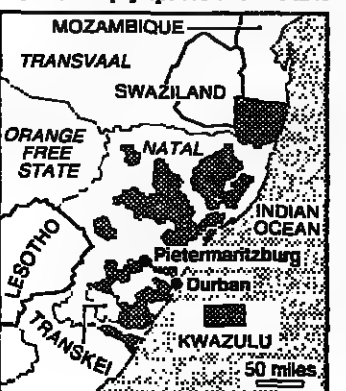 MOZAMBIQUE
TRANSVAAL
SWAZILAND
ORANGE
FREE
STATE
NATAL
INDIAN
OCEAN
LESOTHO
Pietermaritzburg
Durban
TRANSKEI
KWAZULU
50 miles